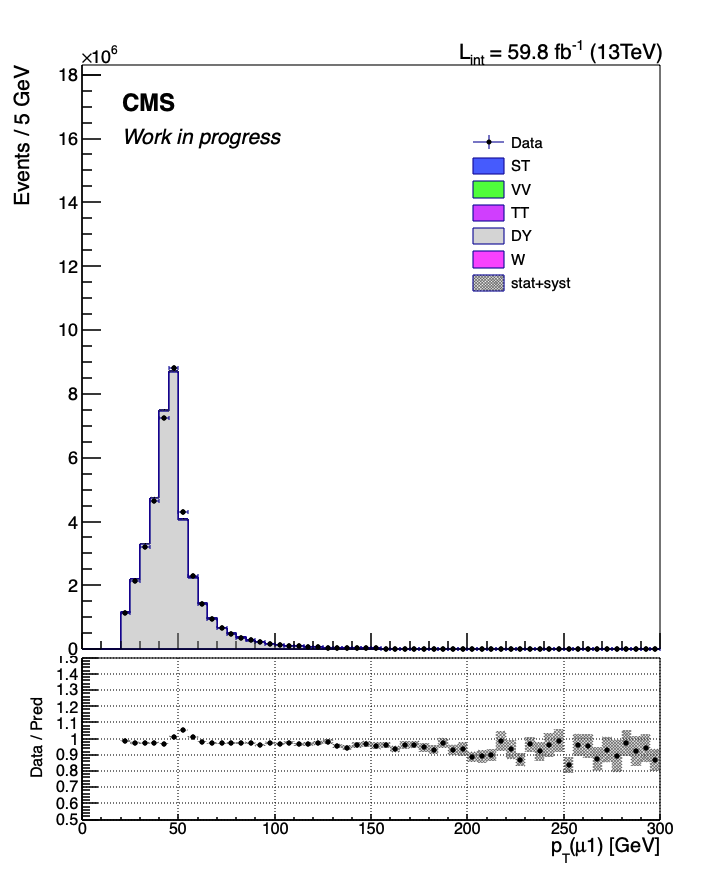 ×10⁶
L_int = 59.8 fb⁻¹ (13TeV)
Events / 5 GeV
18
16
14
12
10
8
6
4
2
0
CMS
Work in progress
Data
ST
VV
TT
DY
W
stat+syst
Data / Pred
1.5
1.4
1.3
1.2
1.1
1
0.9
0.8
0.7
0.6
0.5
0 50 100 150 200 250 300
p_T(μ1) [GeV]